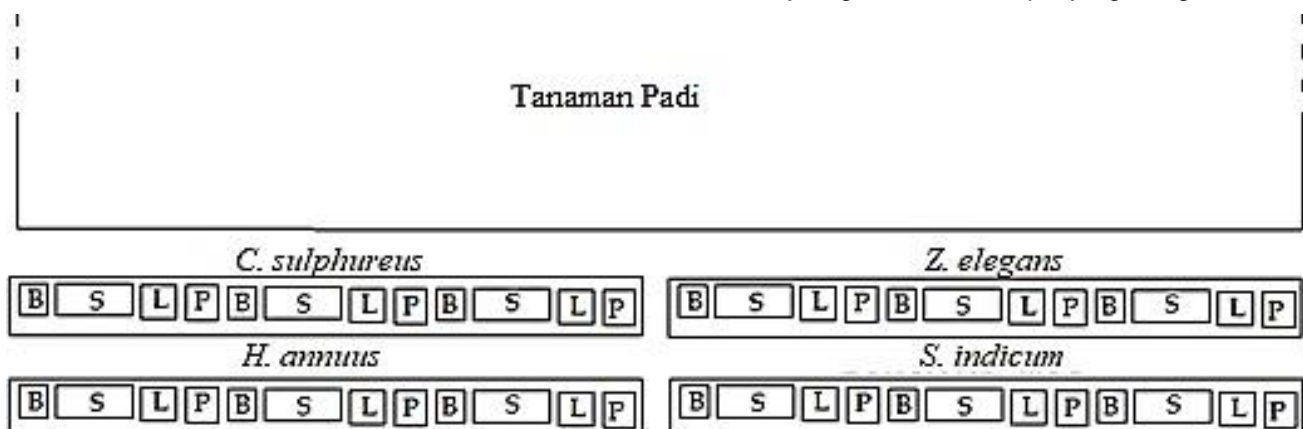 Tanaman Padi
C. sulphureus Z. elegans
B S L P B S L P B S L P B S L P B S L P B S L P
H. annuus S. indicum
B S L P B S L P B S L P B S L P B S L P B S L P